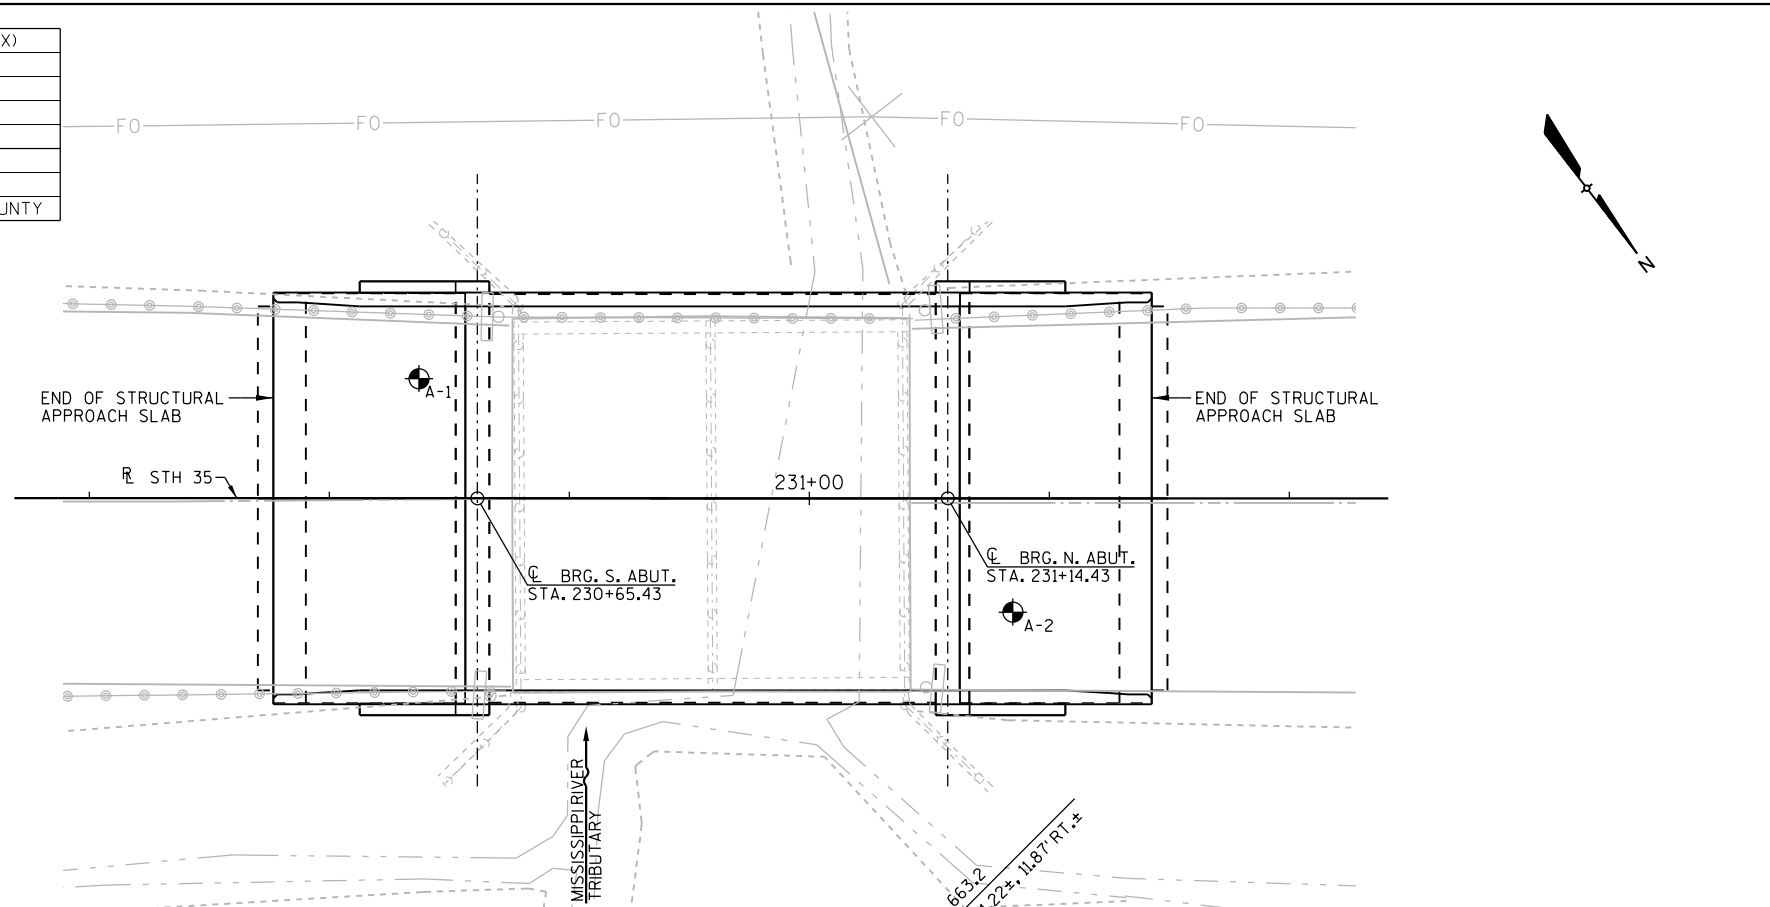 X)
UNTY
FO FO FO FO FO
N
A-1
END OF STRUCTURAL
APPROACH SLAB
END OF STRUCTURAL
APPROACH SLAB
STH 35
231+00
BRG. N. ABUT.
STA. 231+14.43
BRG. S. ABUT.
STA. 230+65.43
A-2
MISSISSIPPI RIVER
TRIBUTARY
663.2
.22±, 11.87' RT.±